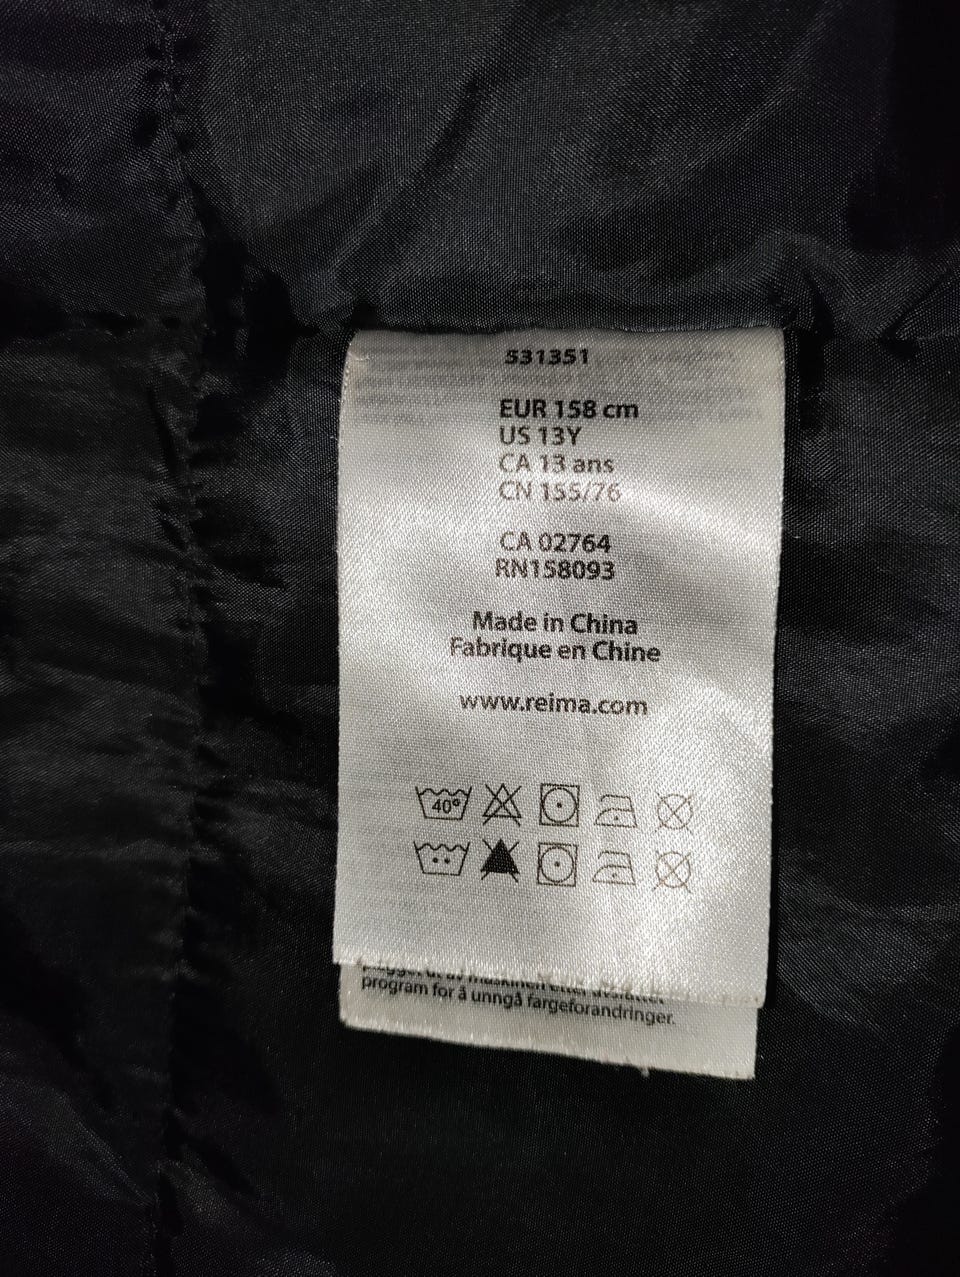 531351
EUR 158 cm
US 13Y
CA 13 ans
CN 155/76
CA 02764
RN158093
Made in China
Fabrique en Chine
www.reima.com
40°
program for å unngå fargeforandringer.